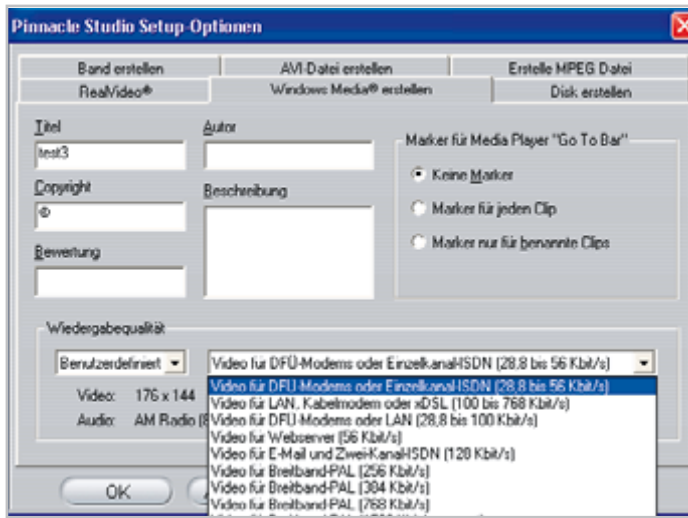 Pinnacle Studio Setup-Optionen
Band erstellen
AVI-Datei erstellen
Erstelle MPEG Datei
RealVideo®
Windows Media® erstellen
Disk erstellen
Titel
test3
Autor
Copyright
©
Beschreibung
Bewertung
Marker für Media Player "Go To Bar"
Keine Marker
Marker für jeden Clip
Marker nur für benannte Clips
Wiedergabequalität
Benutzerdefiniert
Video für DFÜ-Modems oder Einzelkanal-ISDN (28,8 bis 56 Kbit/s)
Video: 176 x 144
Audio: AM Radio (
Video für DFÜ-Modems oder Einzelkanal-ISDN (28,8 bis 56 Kbit/s)
Video für LAN, Kabelmodem oder xDSL (100 bis 768 Kbit/s)
Video für DFÜ-Modems oder LAN (28,8 bis 100 Kbit/s)
Video für Webserver (56 Kbit/s)
Video für E-Mail und Zwei-Kanal-ISDN (128 Kbit/s)
Video für Breitband-PAL (256 Kbit/s)
Video für Breitband-PAL (384 Kbit/s)
Video für Breitband-PAL (768 Kbit/s)
OK